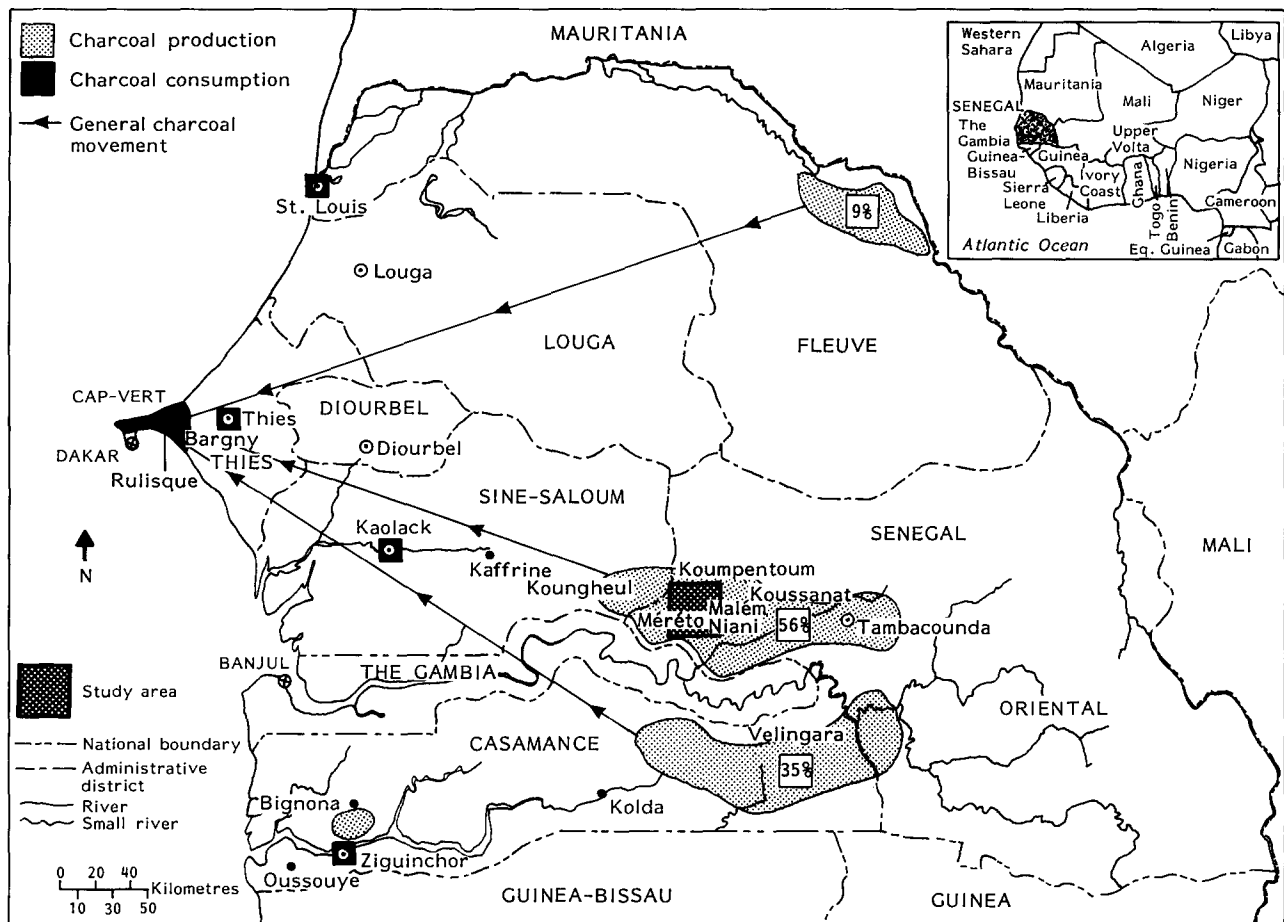 Charcoal production
Charcoal consumption
General charcoal
movement
MAURITANIA
Western
Sahara
Algeria
Libya
Mauritania
Mali
Niger
SENEGAL
The
Gambia
Upper
Volta
Guinea-
Bissau
Guinea
Nigeria
Ivory
Coast
Ghana
Sierra
Leone
Togo
Benin
Cameroon
Liberia
Atlantic Ocean
Eq. Guinea
Gabon
St. Louis
9%
Louga
LOUGA
FLEUVE
CAP-VERT
DIOURBEL
Thies
Bargny
DAKAR
THIES
Diourbel
Rulisque
SINE-SALOUM
SENEGAL
Kaolack
MALI
N
Kaffrine
Koumpentoum
Koungheul
Koussanat
Malém
Niani
Méréto
56%
Tambacounda
BANJUL
THE GAMBIA
Study area
ORIENTAL
Velingara
CASAMANCE
National boundary
35%
Administrative
district
Bignona
Kolda
River
Small river
Ziguinchor
Oussouye
0 20 40
Kilometres
10 30 50
GUINEA-BISSAU
GUINEA